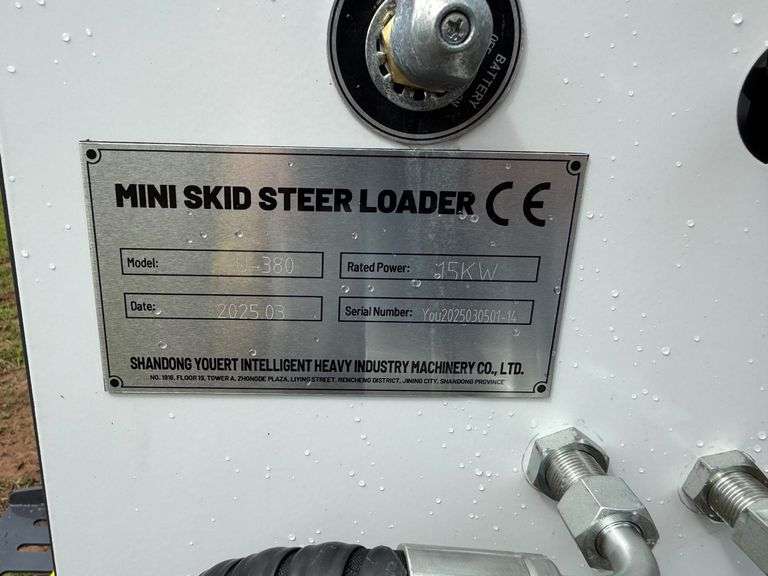 OFF
BATTERY
MINI SKID STEER LOADER CE
Model:
Rated Power: 15KW
Date: 2025.03
Serial Number: You2025030501-14
SHANDONG YOUERT INTELLIGENT HEAVY INDUSTRY MACHINERY CO., LTD.
NO. 1918, FLOOR 19, TOWER A, ZHONGDE PLAZA, LIYING STREET, RENCHENG DISTRICT, JINING CITY, SHANDONG PROVINCE